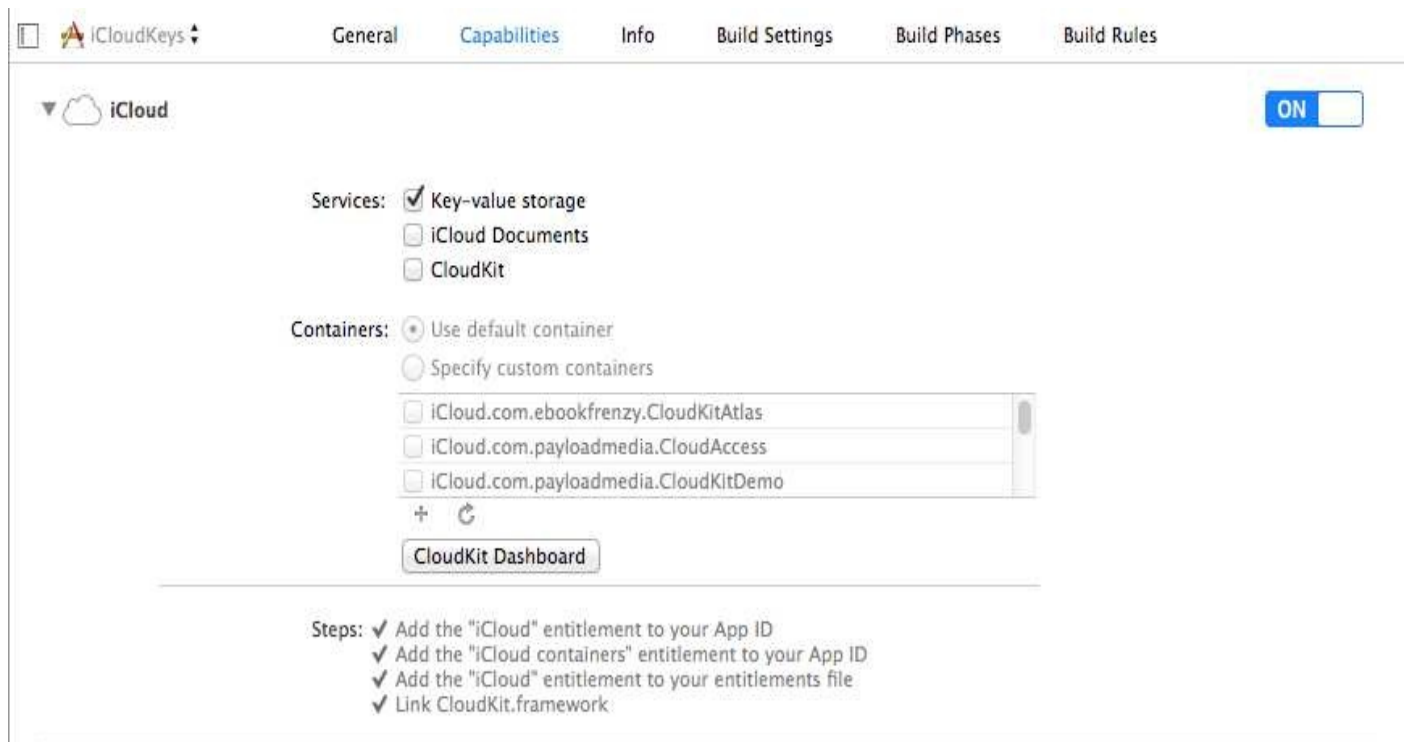 iCloudKeys General Capabilities Info Build Settings Build Phases Build Rules
iCloud ON
Services: Key-value storage
iCloud Documents
CloudKit
Containers: Use default container
Specify custom containers
iCloud.com.ebookfrenzy.CloudKitAtlas
iCloud.com.payloadmedia.CloudAccess
iCloud.com.payloadmedia.CloudKitDemo
CloudKit Dashboard
Steps: Add the "iCloud" entitlement to your App ID
Add the "iCloud containers" entitlement to your App ID
Add the "iCloud" entitlement to your entitlements file
Link CloudKit.framework